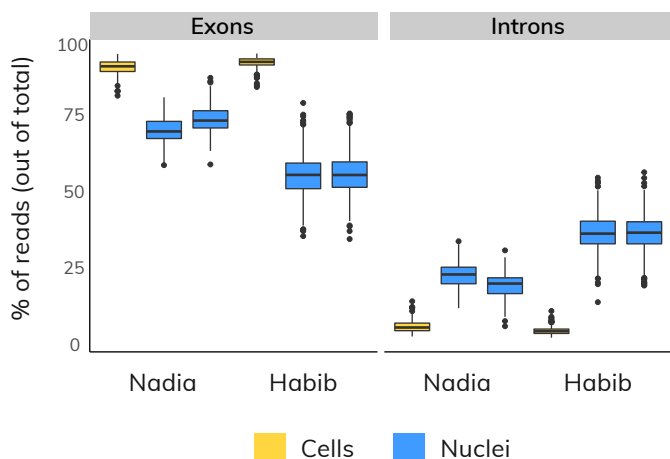 Exons Introns
% of reads (out of total)
100
75
50
25
0
Nadia Habib Nadia Habib
Cells Nuclei